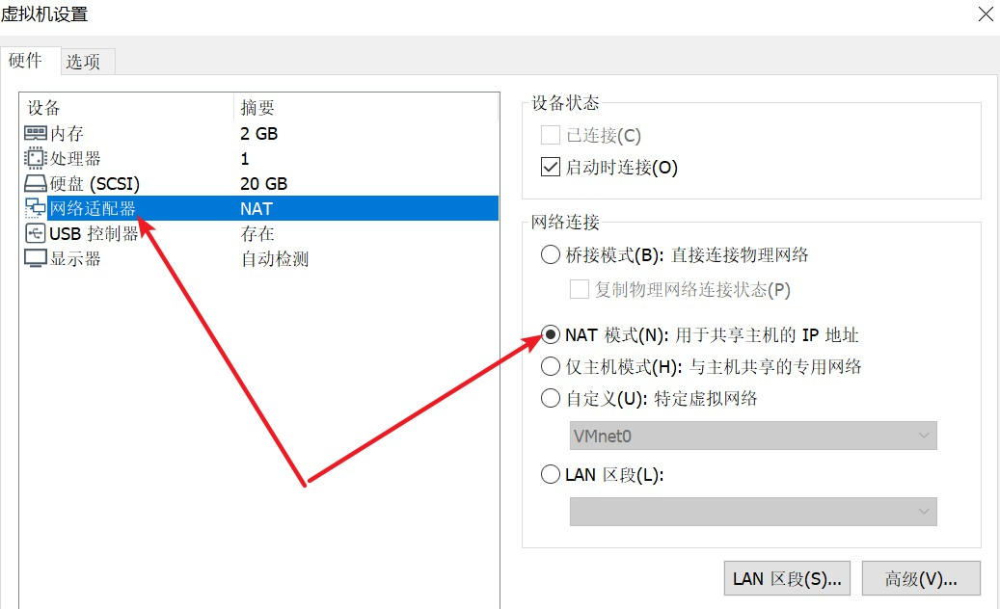 虚拟机设置
硬件 选项
设备 摘要
内存 2 GB
处理器 1
硬盘 (SCSI) 20 GB
网络适配器 NAT
USB 控制器 存在
显示器 自动检测
设备状态
已连接(C)
启动时连接(O)
网络连接
桥接模式(B): 直接连接物理网络
复制物理网络连接状态(P)
NAT 模式(N): 用于共享主机的 IP 地址
仅主机模式(H): 与主机共享的专用网络
自定义(U): 特定虚拟网络
VMnet0
LAN 区段(L):
LAN 区段(S)... 高级(V)...